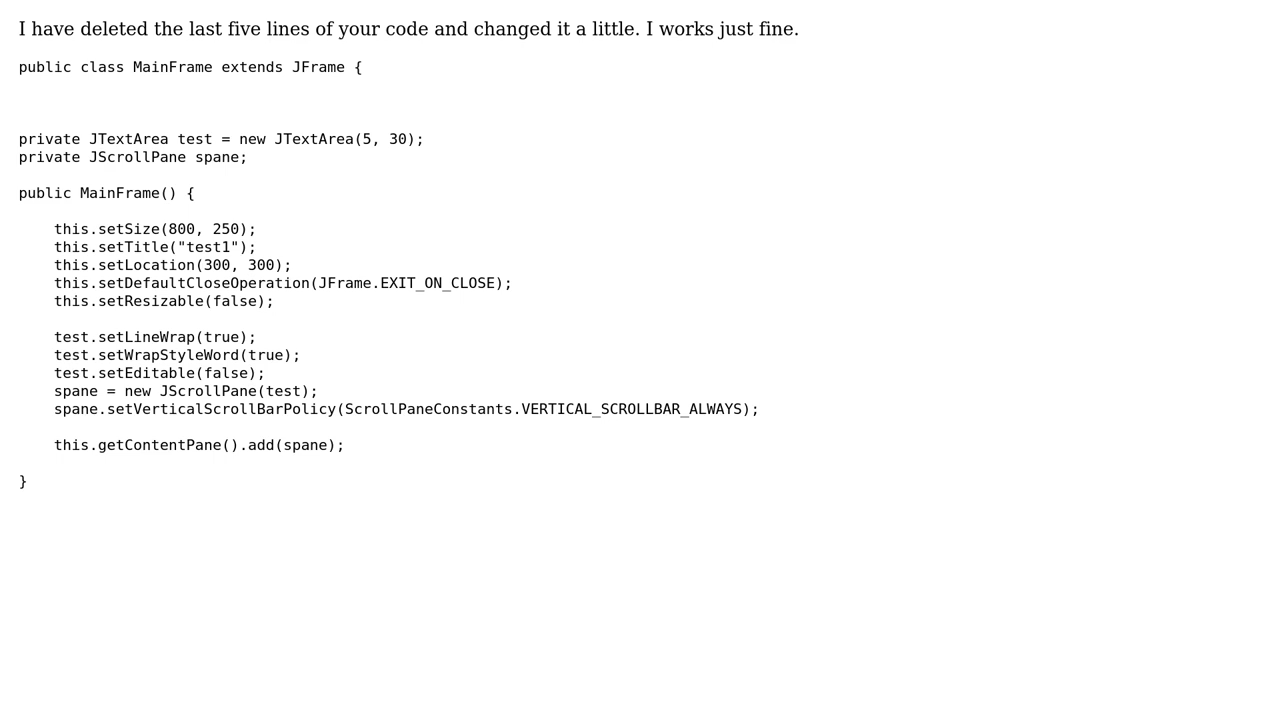 I have deleted the last five lines of your code and changed it a little. I works just fine.
public class MainFrame extends JFrame {
private JTextArea test = new JTextArea(5, 30);
private JScrollPane spane;
public MainFrame() {
    this.setSize(800, 250);
    this.setTitle("test1");
    this.setLocation(300, 300);
    this.setDefaultCloseOperation(JFrame.EXIT_ON_CLOSE);
    this.setResizable(false);
    test.setLineWrap(true);
    test.setWrapStyleWord(true);
    test.setEditable(false);
    spane = new JScrollPane(test);
    spane.setVerticalScrollBarPolicy(ScrollPaneConstants.VERTICAL_SCROLLBAR_ALWAYS);
    this.getContentPane().add(spane);
}